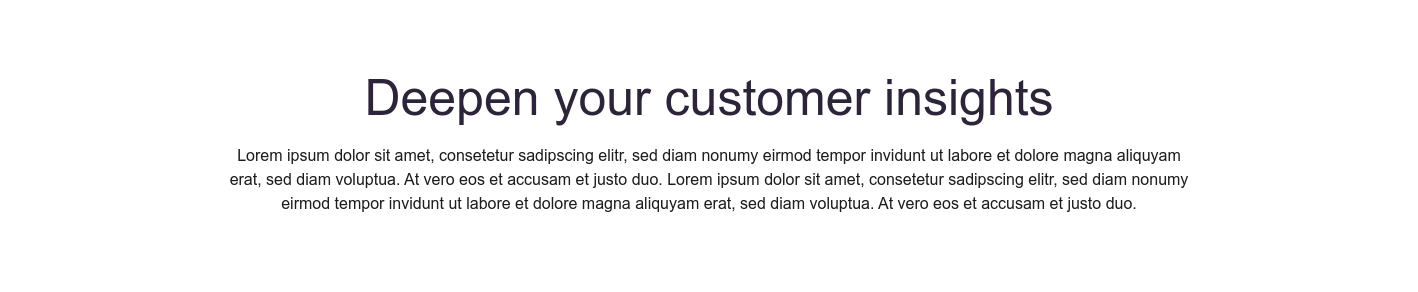 Deepen your customer insights
Lorem ipsum dolor sit amet, consetetur sadipscing elitr, sed diam nonumy eirmod tempor invidunt ut labore et dolore magna aliquyam
erat, sed diam voluptua. At vero eos et accusam et justo duo. Lorem ipsum dolor sit amet, consetetur sadipscing elitr, sed diam nonumy
eirmod tempor invidunt ut labore et dolore magna aliquyam erat, sed diam voluptua. At vero eos et accusam et justo duo.